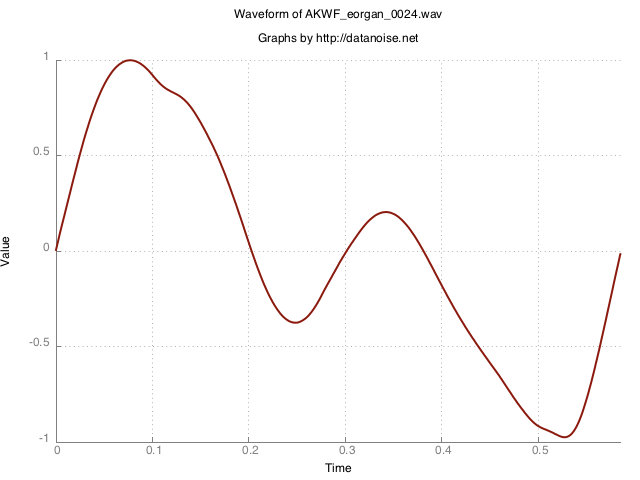 Waveform of AKWF_eorgan_0024.wav
Graphs by http://datanoise.net
1
0.5
0
-0.5
-1
Value
0 0.1 0.2 0.3 0.4 0.5
Time